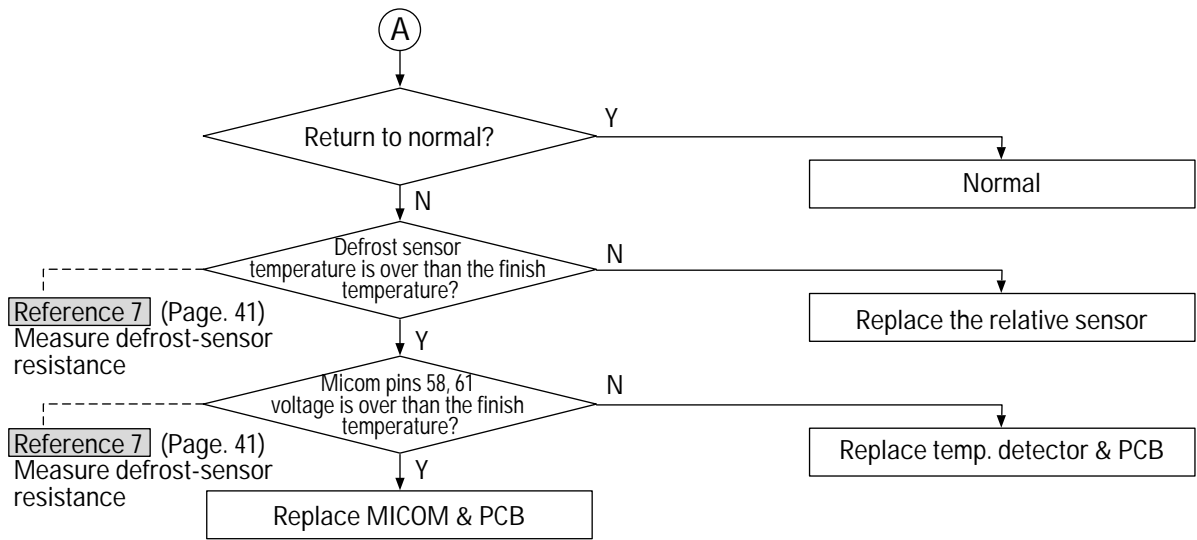 A
Return to normal?
Y
Normal
N
Defrost sensor
temperature is over than the finish
temperature?
N
Replace the relative sensor
Reference 7 (Page. 41)
Measure defrost-sensor
resistance
Y
Micom pins 58, 61
voltage is over than the finish
temperature?
N
Replace temp. detector & PCB
Reference 7 (Page. 41)
Measure defrost-sensor
resistance
Y
Replace MICOM & PCB